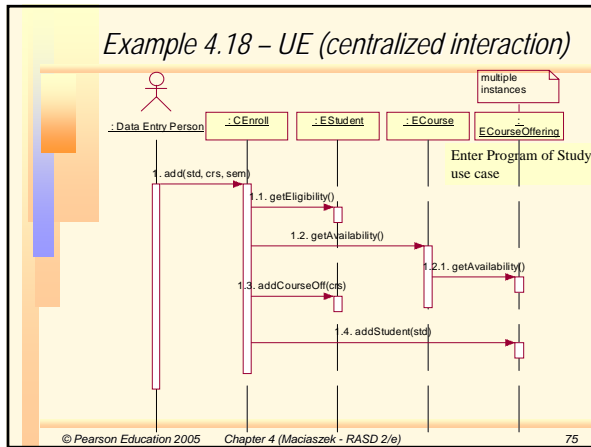 Example 4.18 – UE (centralized interaction)
multiple
instances
: Data Entry Person
: CEnroll
: EStudent
: ECourse
:
ECourseOffering
Enter Program of Study
use case
1. add(std, crs, sem)
1.1. getEligibility()
1.2. getAvailability()
1.2.1. getAvailability()
1.3. addCourseOff(crs)
1.4. addStudent(std)
© Pearson Education 2005 Chapter 4 (Maciaszek - RASD 2/e) 75